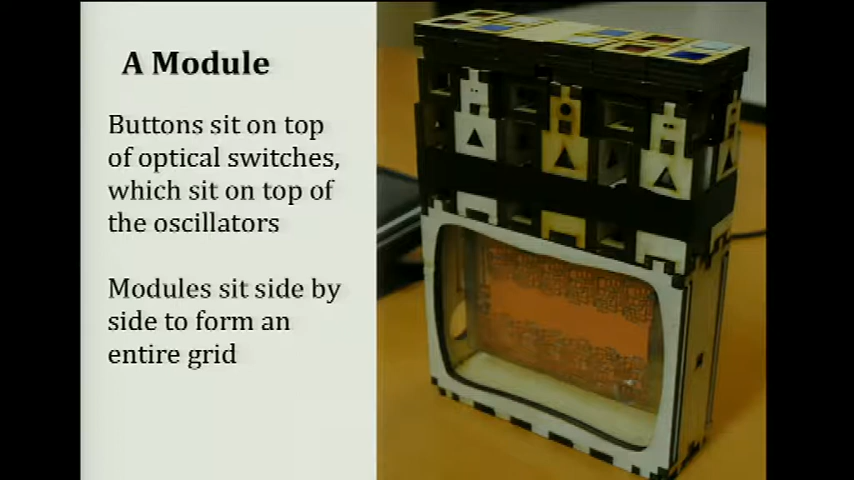 A Module
Buttons sit on top
of optical switches,
which sit on top of
the oscillators
Modules sit side by
side to form an
entire grid